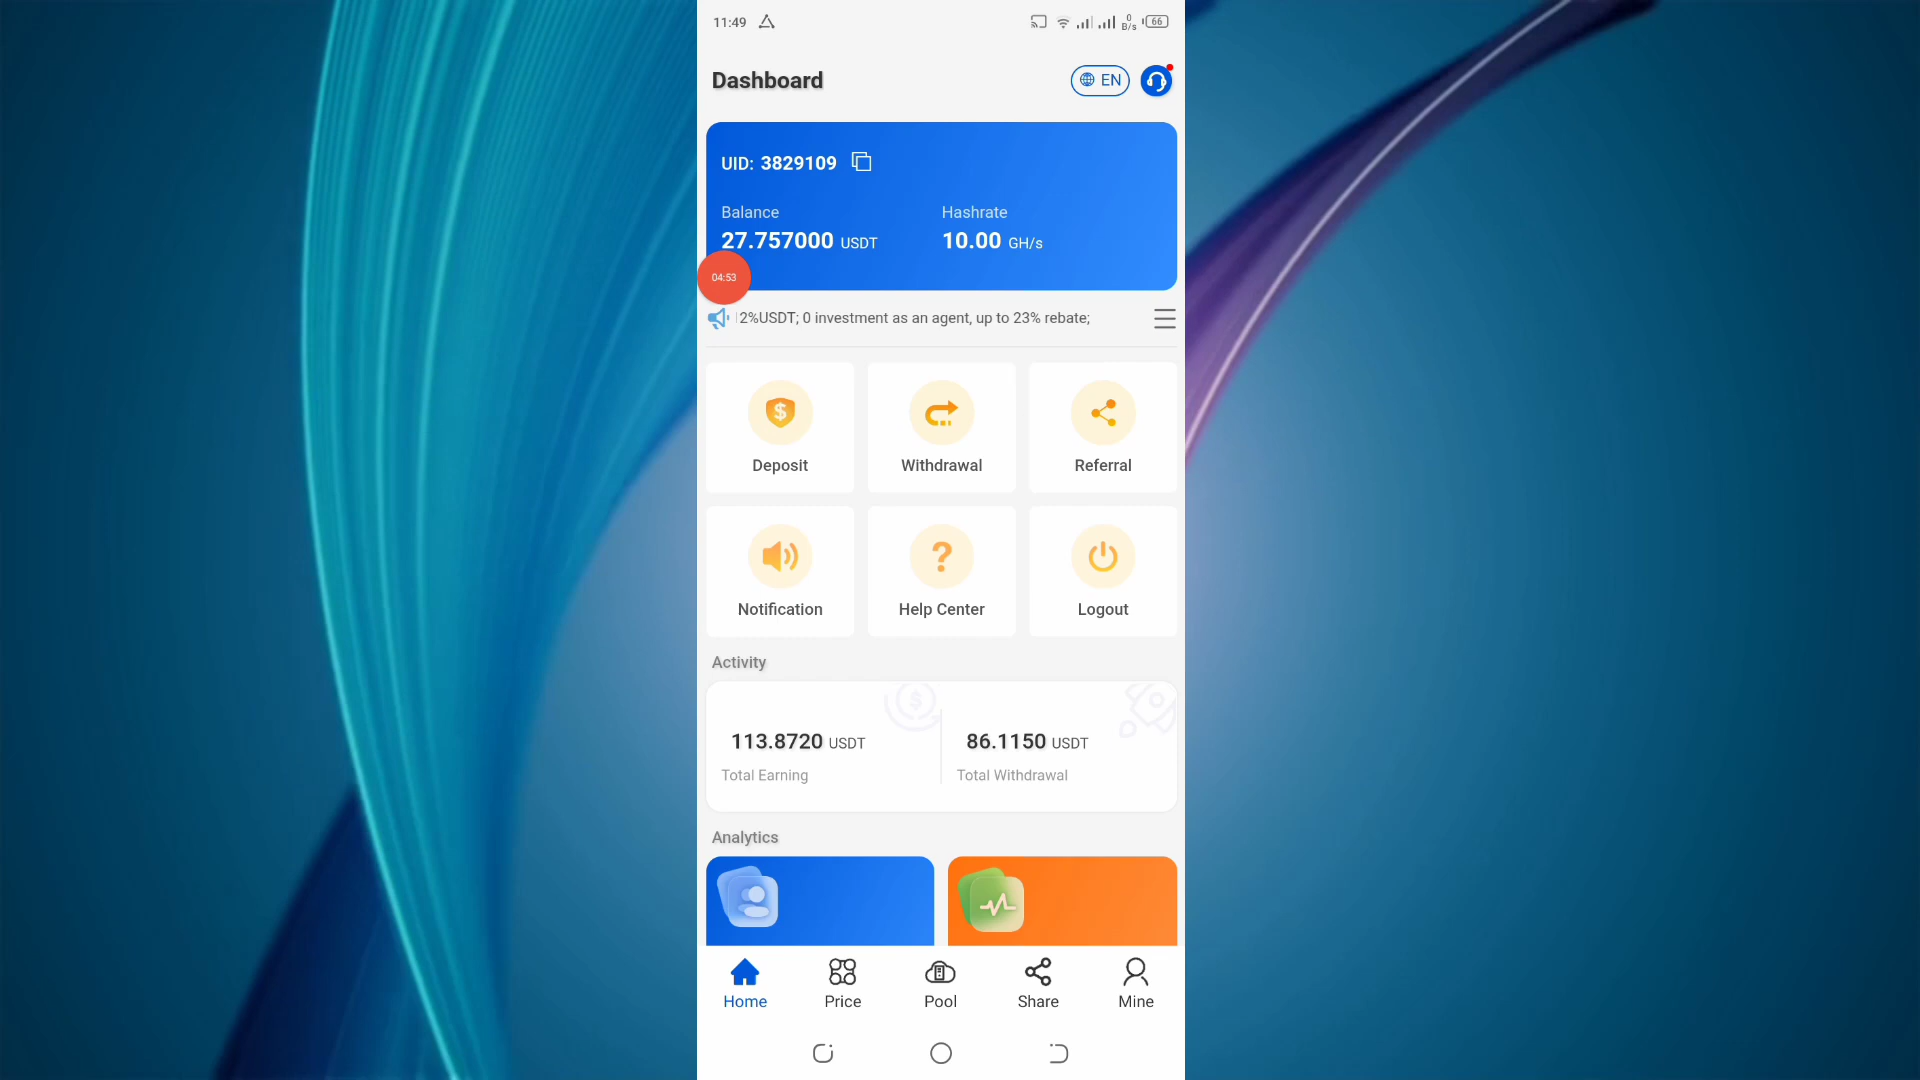 11:49
0
B/s
66
Dashboard
EN
UID: 3829109
Balance
Hashrate
27.757000 USDT
10.00 GH/s
04:53
2%USDT; 0 investment as an agent, up to 23% rebate;
Deposit
Withdrawal
Referral
Notification
Help Center
Logout
Activity
113.8720 USDT
86.1150 USDT
Total Earning
Total Withdrawal
Analytics
Home
Price
Pool
Share
Mine